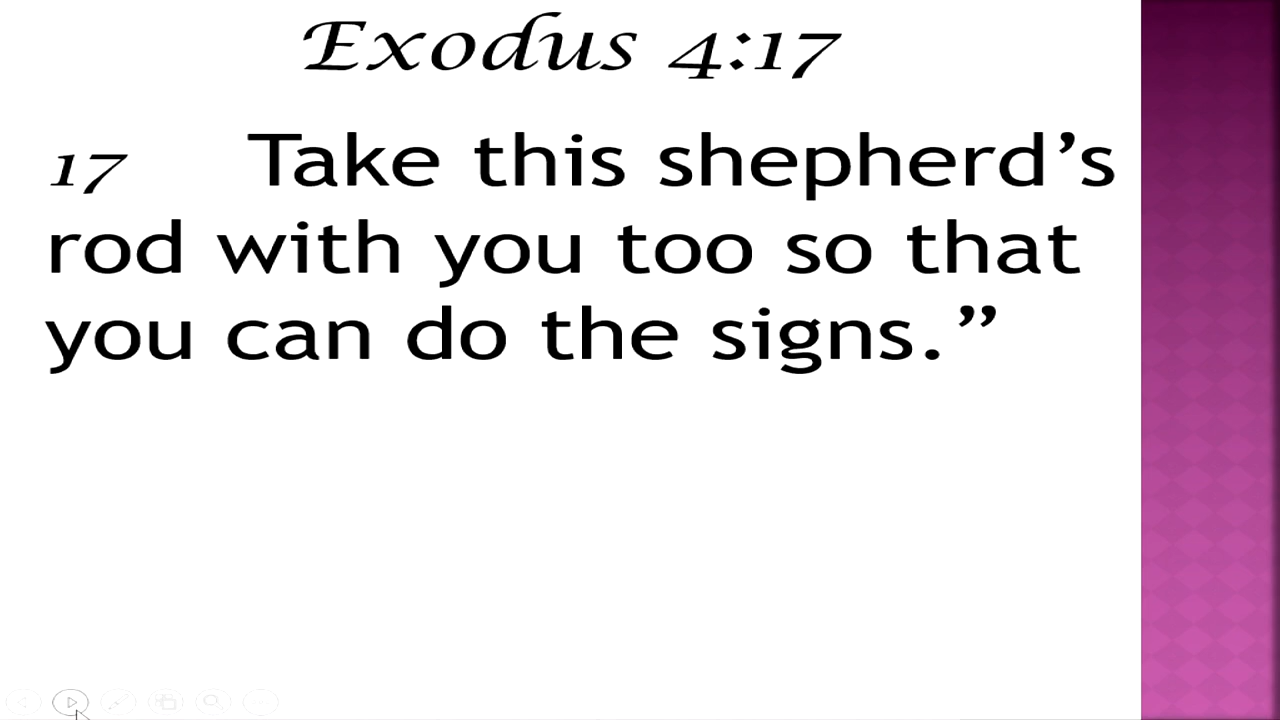 Exodus 4:17
17 Take this shepherd’s
rod with you too so that
you can do the signs.”